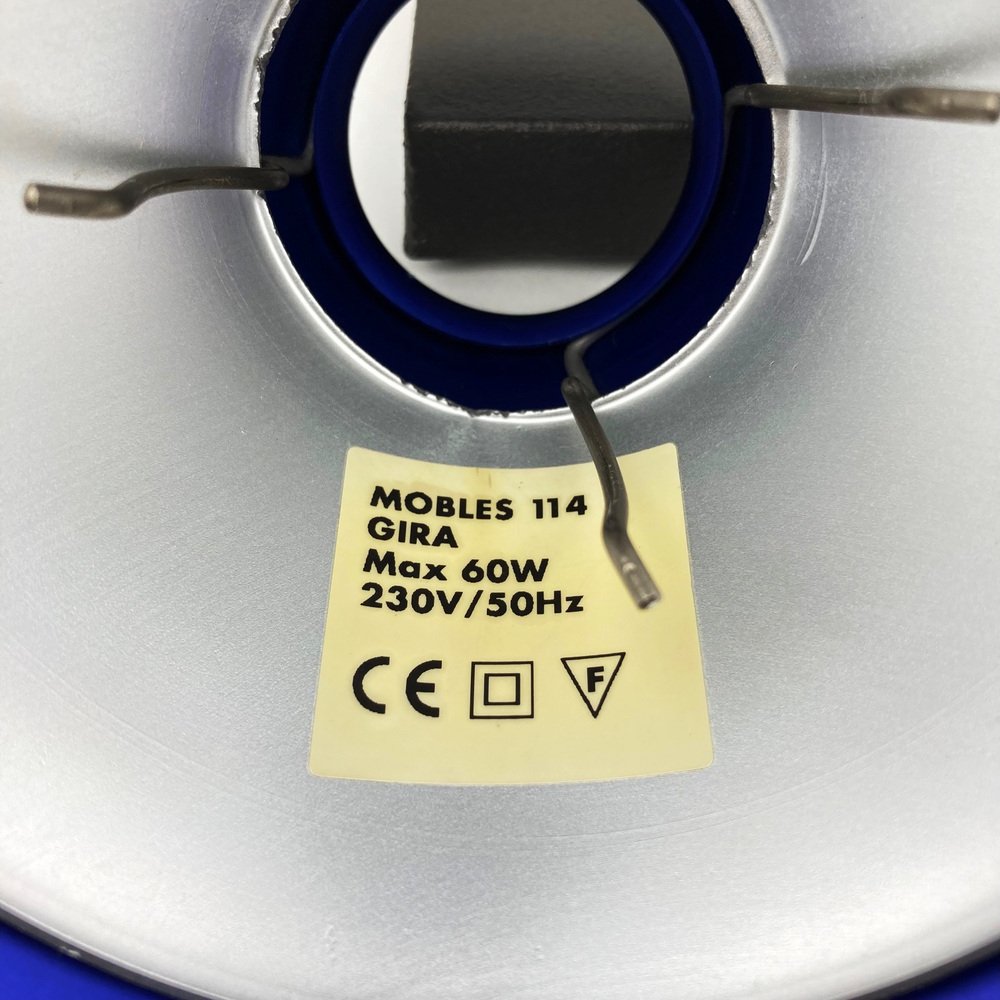 MOBLES 114
GIRA
Max 60W
230V/50Hz
CE F